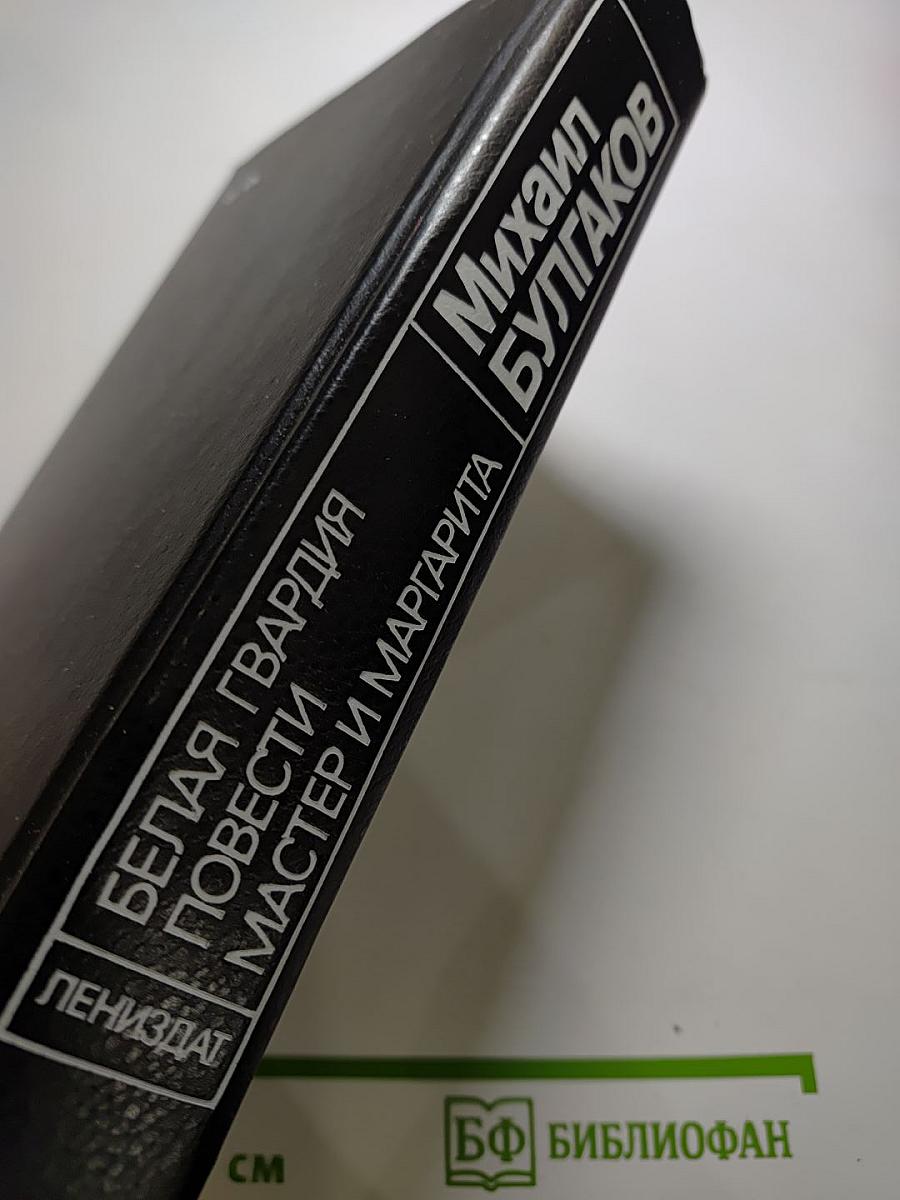 Михаил
БУЛГАКОВ
БЕЛАЯ ГВАРДИЯ
ПОВЕСТИ
МАСТЕР И МАРГАРИТА
ЛЕНИЗДАТ
см
БФ БИБЛИОФАН